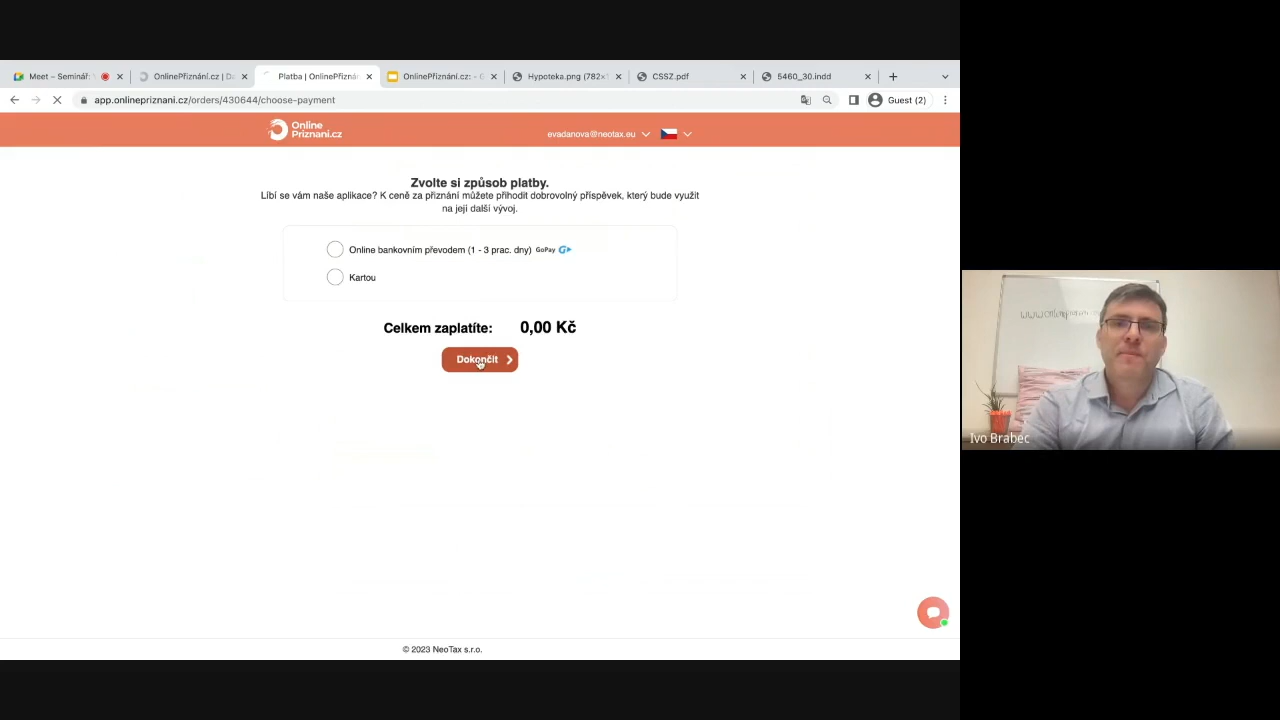 Meet – Seminář:
OnlinePřiznání.cz | Da
Platba | OnlinePřiznán
OnlinePřiznání.cz: - G
Hypoteka.png (782×
CSSZ.pdf
5460_30.indd
app.onlinepriznani.cz/orders/430644/choose-payment
Guest (2)
Online
Priznani.cz
evadanova@neotax.eu
Zvolte si způsob platby.
Líbí se vám naše aplikace? K ceně za přiznání můžete přihodit dobrovolný příspěvek, který bude využit
na její další vývoj.
Online bankovním převodem (1 - 3 prac. dny) GoPay
Kartou
Celkem zaplatíte: 0,00 Kč
Dokončit
Ivo Brabec
© 2023 NeoTax s.r.o.